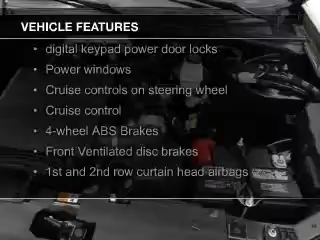 VEHICLE FEATURES
• digital keypad power door locks
• Power windows
• Cruise controls on steering wheel
• Cruise control
• 4-wheel ABS Brakes
• Front Ventilated disc brakes
• 1st and 2nd row curtain head airbags